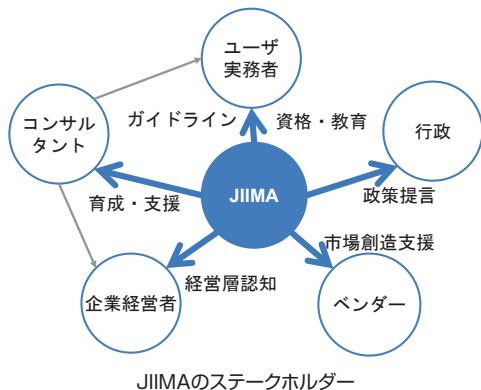 ユーザ
実務者
コンサル
タント
ガイドライン
資格・教育
行政
JIIMA
育成・支援
政策提言
市場創造支援
経営層認知
企業経営者
ベンダー
JIIMAのステークホルダー